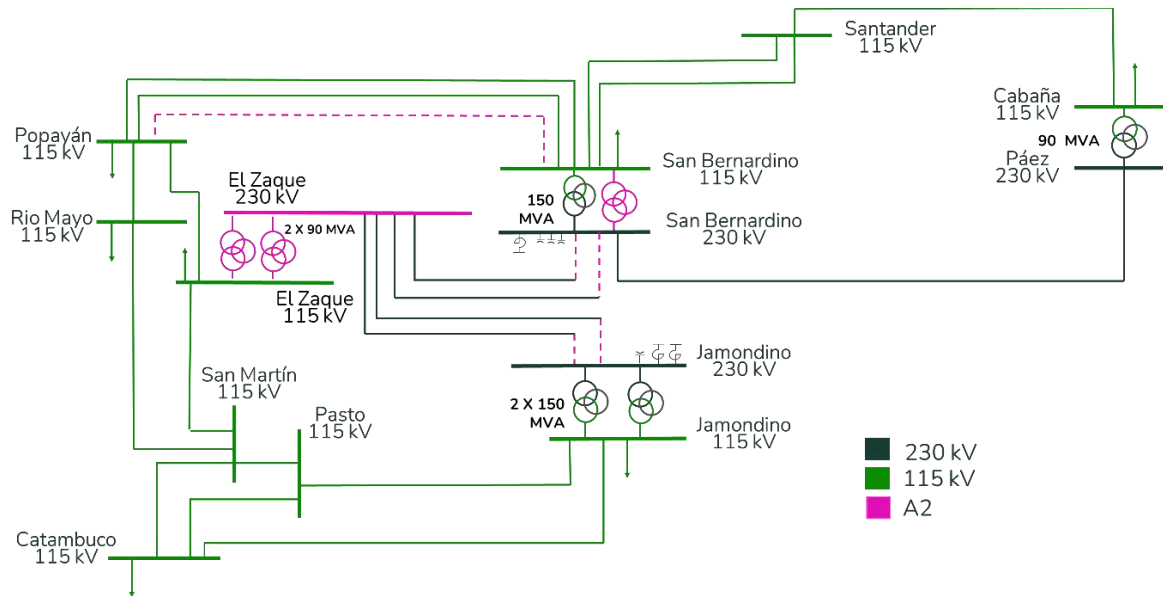 Santander
115 kV
Cabaña
115 kV
90 MVA
Páez
230 kV
Popayán
115 kV
El Zaque
230 kV
San Bernardino
115 kV
150
MVA
San Bernardino
230 kV
Rio Mayo
115 kV
2 X 90 MVA
El Zaque
115 kV
Jamondino
230 kV
San Martín
115 kV
Pasto
115 kV
2 X 150
MVA
Jamondino
115 kV
230 kV
115 kV
A2
Catambuco
115 kV